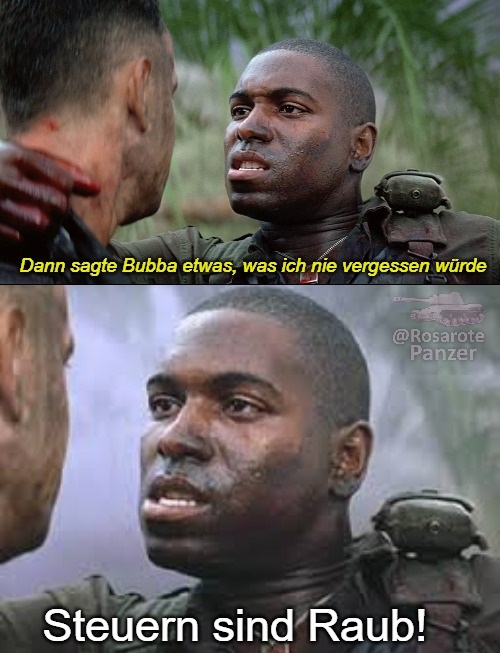 Dann sagte Bubba etwas, was ich nie vergessen würde
@Rosarote
Panzer
Steuern sind Raub!